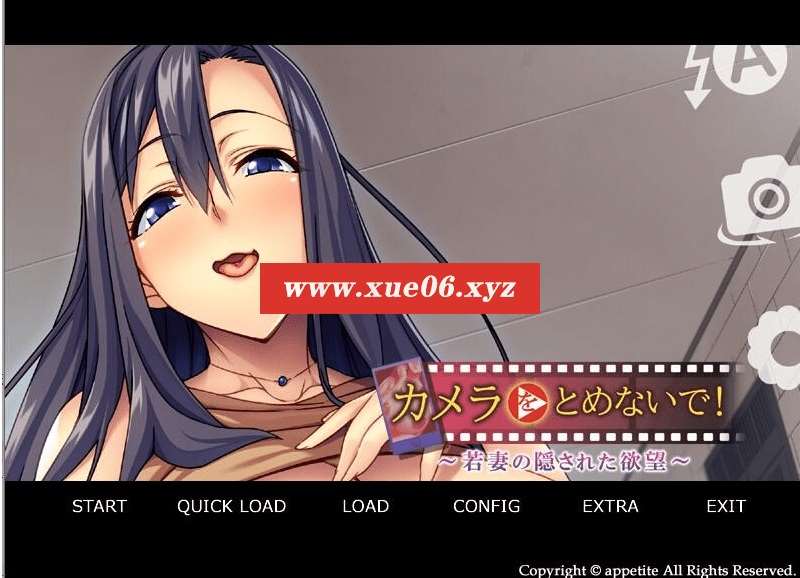 A
www.xue06.xyz
カメラをとめないで!
~若妻の隠された欲望~
START QUICK LOAD LOAD CONFIG EXTRA EXIT
Copyright © appetite All Rights Reserved.